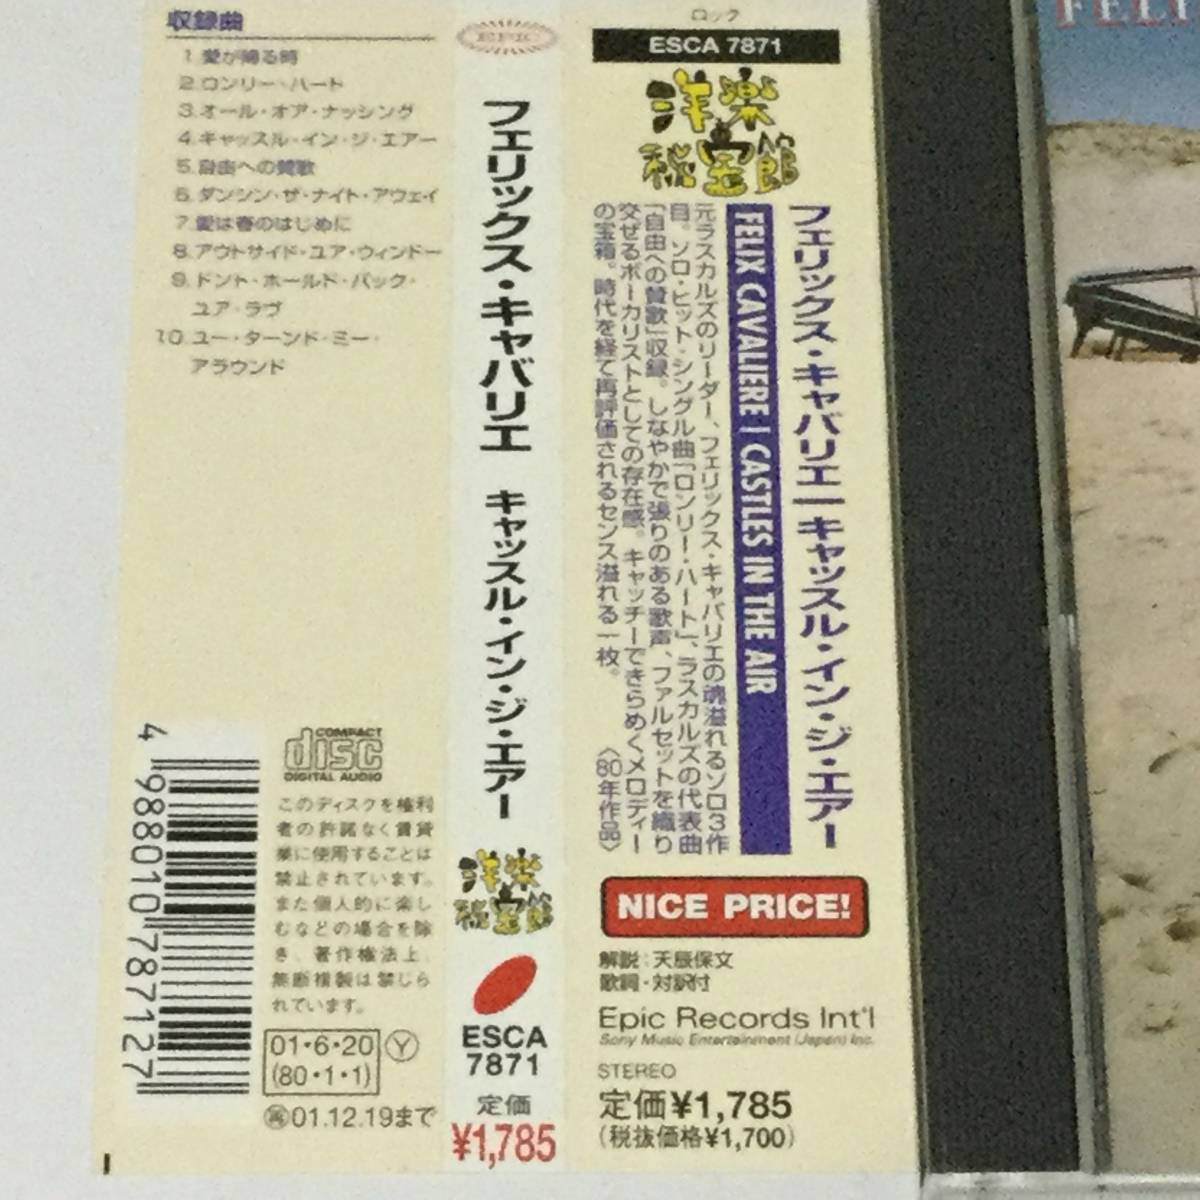 収録曲
1.愛が蘇る時
2.ロンリー・ハート
3.オール・オア・ナッシング
4.キャッスル・イン・ジ・エアー
5.自由への賛歌
6.ダンシン・ザ・ナイト・アウェイ
7.愛は春のはじめに
8.アウトサイド・ユア・ウィンドー
9.ドント・ホールド・バック・
ユア・ラヴ
10.ユー・ターンド・ミー・
アラウンド
COMPACT
disc
DIGITAL AUDIO
このディスクを権利
者の許諾なく賃貸
業に使用することは
禁止されています。
また個人的に楽し
むなどの場合を除
き、著作権法上、
無断複製は禁じら
れています。
4 988010 787127
01・6・20
(80・1・1)
Y
再01.12.19まで
EPIC
フェリックス・キャバリエ キャッスル・イン・ジ・エアー
洋楽
秘宝館
ESCA
7871
定価
¥1,785
ロック
ESCA 7871
洋楽
秘宝館
フェリックス・キャバリエ|キャッスル・イン・ジ・エアー
FELIX CAVALIERE | CASTLES IN THE AIR
元ラスカルズのリーダー、フェリックス・キャバリエの魂溢れるソロ3作
目。ソロ・ヒット・シングル曲「ロンリー・ハート」、ラスカルズの代表曲
「自由への賛歌」収録。しなやかで張りのある歌声、ファルセットを織り
交ぜるボーカリストとしての存在感。キャッチーできらめくメロディー
の宝箱。時代を経て再評価されるセンス溢れる一枚。
〈80年作品〉
NICE PRICE!
解説:天辰保文
歌詞・対訳付
Epic Records Int'l
Sony Music Entertainment (Japan) Inc.
STEREO
定価¥1,785
(税抜価格¥1,700)